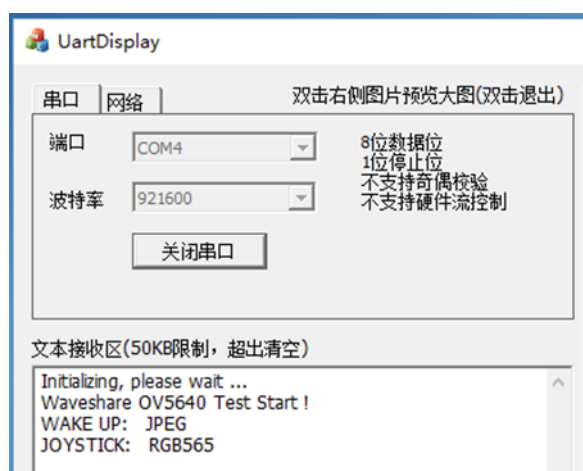 UartDisplay
串口 网络 双击右侧图片预览大图(双击退出)
端口 COM4
波特率 921600
8位数据位
1位停止位
不支持奇偶校验
不支持硬件流控制
关闭串口
文本接收区(50KB限制，超出清空)
Initializing, please wait ...
Waveshare OV5640 Test Start !
WAKE UP: JPEG
JOYSTICK: RGB565